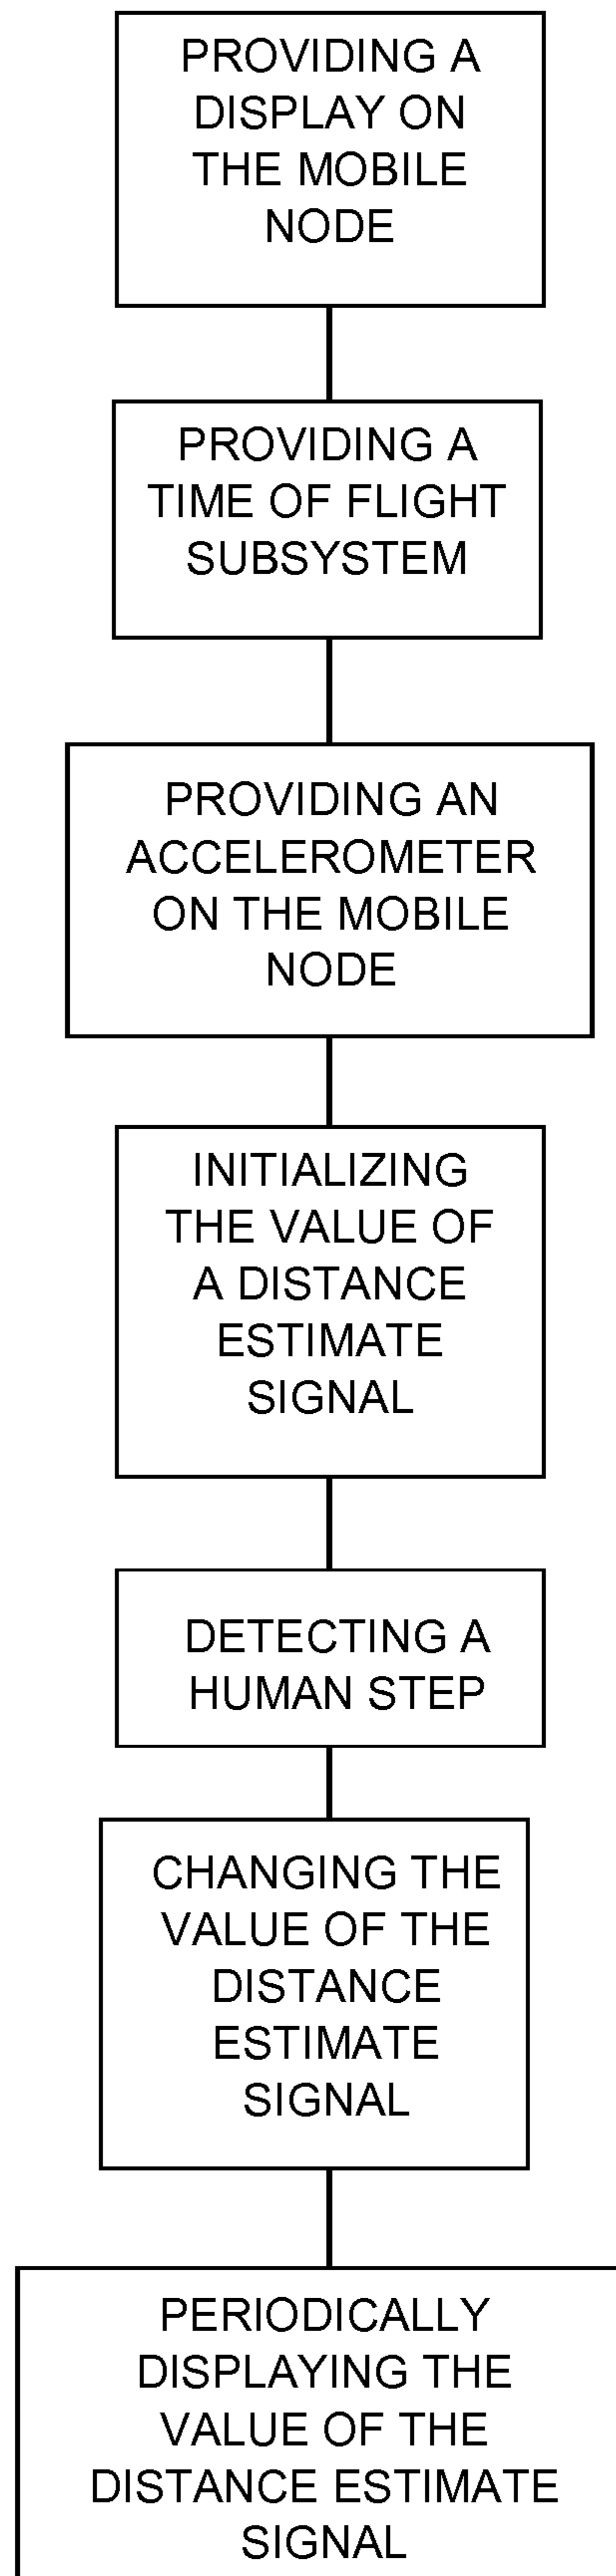 PROVIDING A
DISPLAY ON
THE MOBILE
NODE
PROVIDING A
TIME OF FLIGHT
SUBSYSTEM
PROVIDING AN
ACCELEROMETER
ON THE MOBILE
NODE
INITIALIZING
THE VALUE OF
A DISTANCE
ESTIMATE
SIGNAL
DETECTING A
HUMAN STEP
CHANGING THE
VALUE OF THE
DISTANCE
ESTIMATE
SIGNAL
PERIODICALLY
DISPLAYING THE
VALUE OF THE
DISTANCE ESTIMATE
SIGNAL